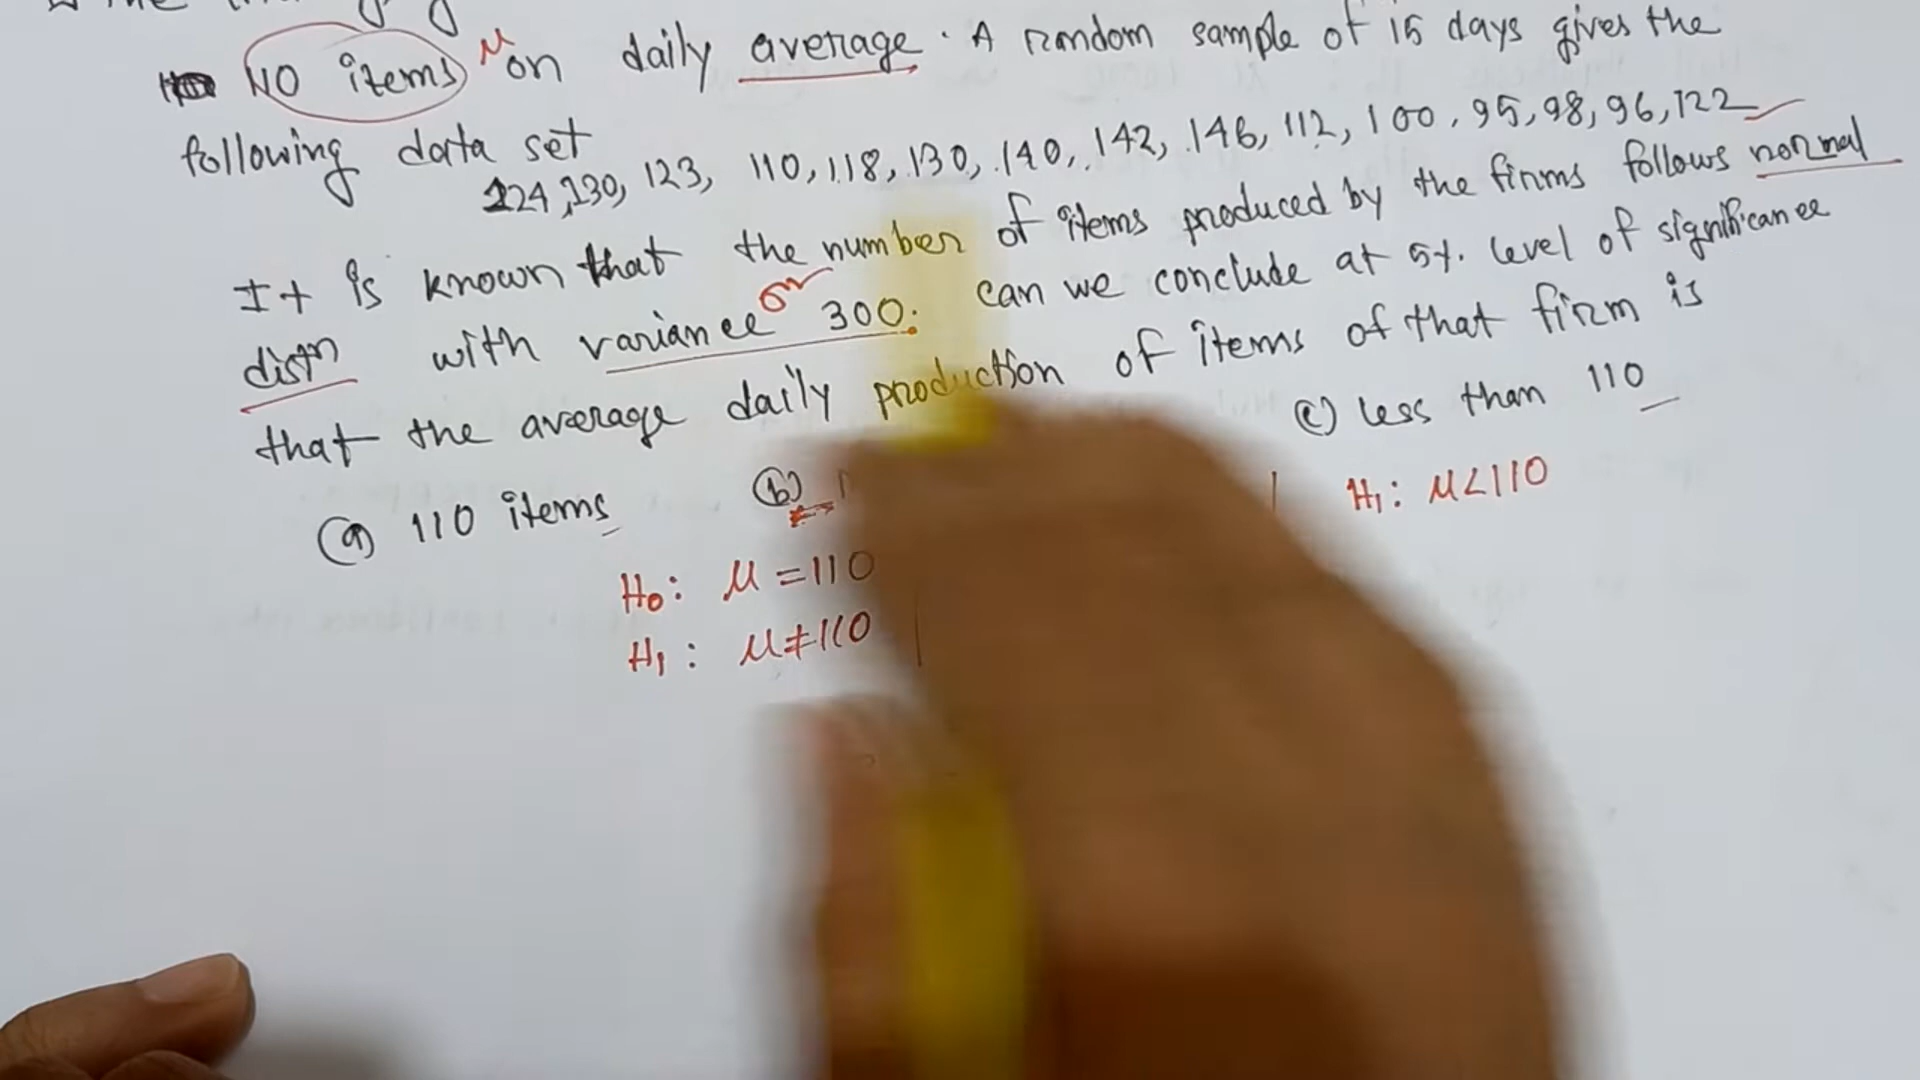 110 items μ on daily average. A random sample of 15 days gives the
following data set
124, 130, 123, 110, 118, 130, 140, 142, 146, 112, 100, 95, 98, 96, 122
It is known that the number of items produced by the firms follows normal
distn with variance σ² 300. can we conclude at 5%. level of significance
that the average daily production of items of that firm is
(a) 110 items (b) (c) less than 110
H₀: μ = 110
H₁: μ ≠ 110
H₁: μ < 110